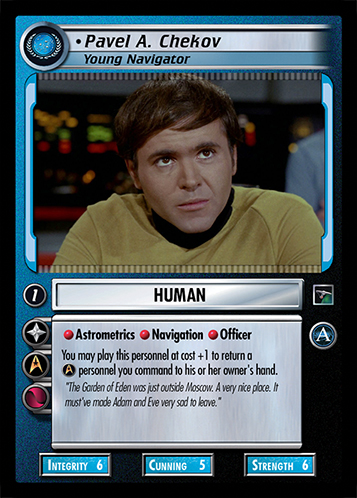 • Pavel A. Chekov
Young Navigator
1 HUMAN
Astrometrics Navigation Officer
You may play this personnel at cost +1 to return a
A personnel you command to his or her owner's hand.
"The Garden of Eden was just outside Moscow. A very nice place. It
must've made Adam and Eve very sad to leave."
INTEGRITY 6 CUNNING 5 STRENGTH 6